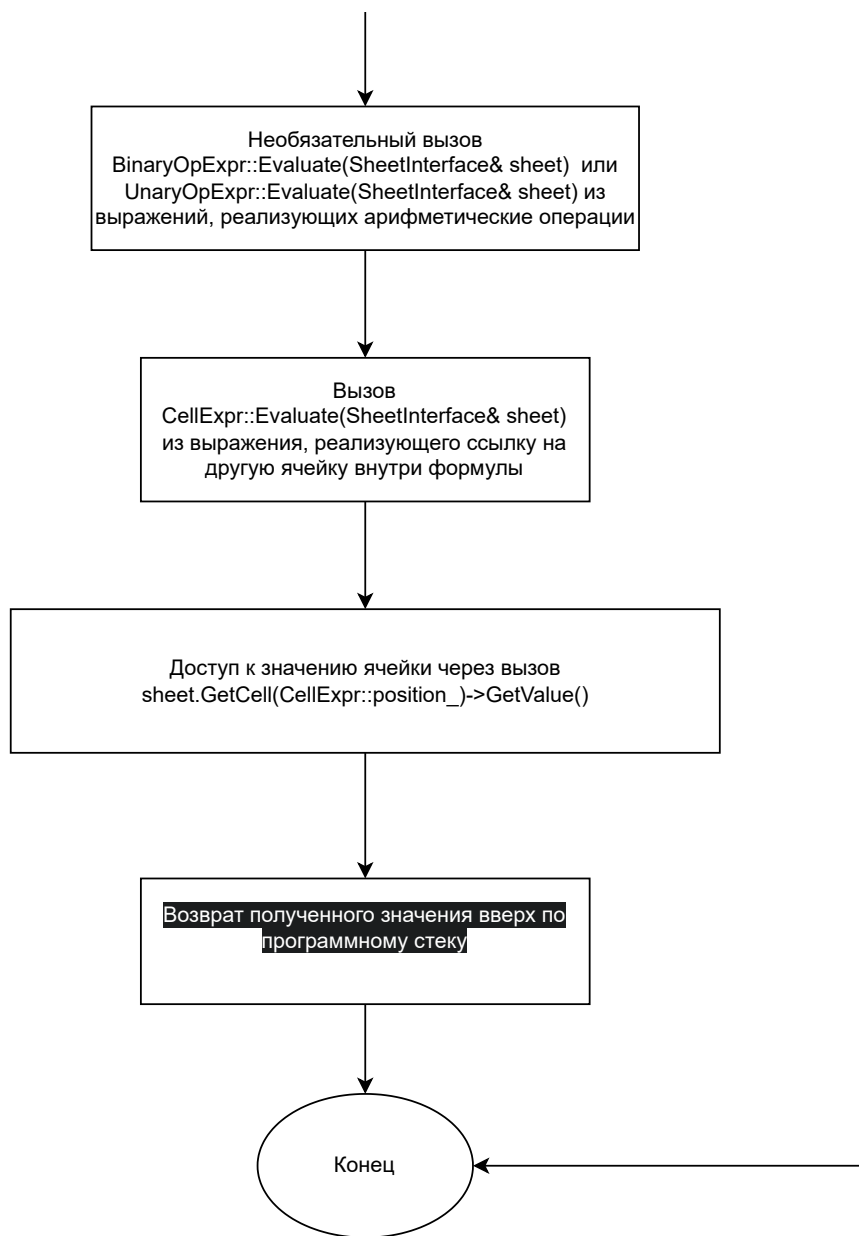 Необязательный вызов
BinaryOpExpr::Evaluate(SheetInterface& sheet)  или
UnaryOpExpr::Evaluate(SheetInterface& sheet) из
выражений, реализующих арифметические операции
Вызов
CellExpr::Evaluate(SheetInterface& sheet)
из выражения, реализующего ссылку на
другую ячейку внутри формулы
Доступ к значению ячейки через вызов
sheet.GetCell(CellExpr::position_)->GetValue()
Возврат полученного значения вверх по
программному стеку
Конец